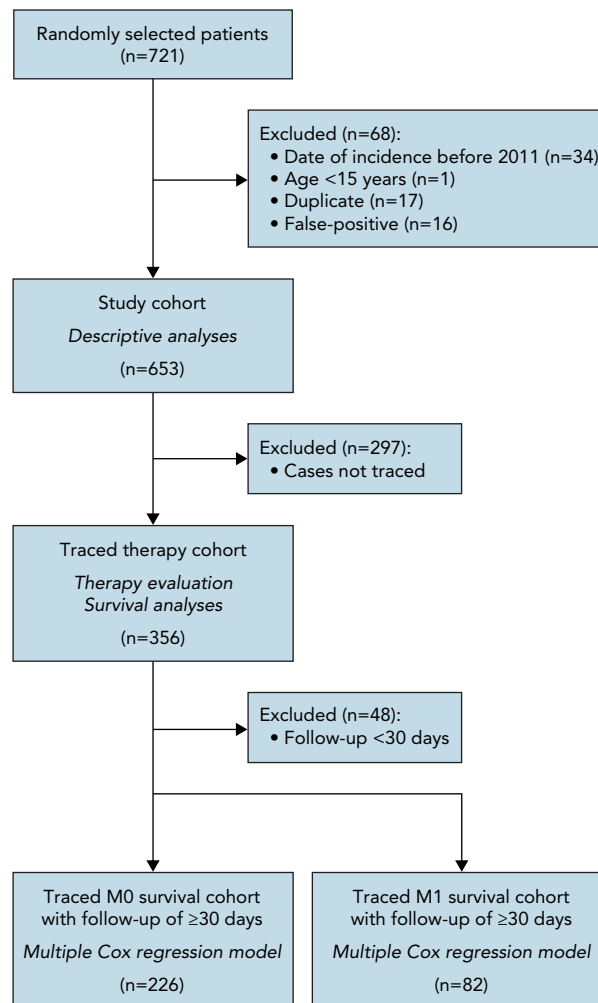 Randomly selected patients
(n=721)
Excluded (n=68):
• Date of incidence before 2011 (n=34)
• Age <15 years (n=1)
• Duplicate (n=17)
• False-positive (n=16)
Study cohort
Descriptive analyses
(n=653)
Excluded (n=297):
• Cases not traced
Traced therapy cohort
Therapy evaluation
Survival analyses
(n=356)
Excluded (n=48):
• Follow-up <30 days
Traced M0 survival cohort
with follow-up of ≥30 days
Multiple Cox regression model
(n=226)
Traced M1 survival cohort
with follow-up of ≥30 days
Multiple Cox regression model
(n=82)